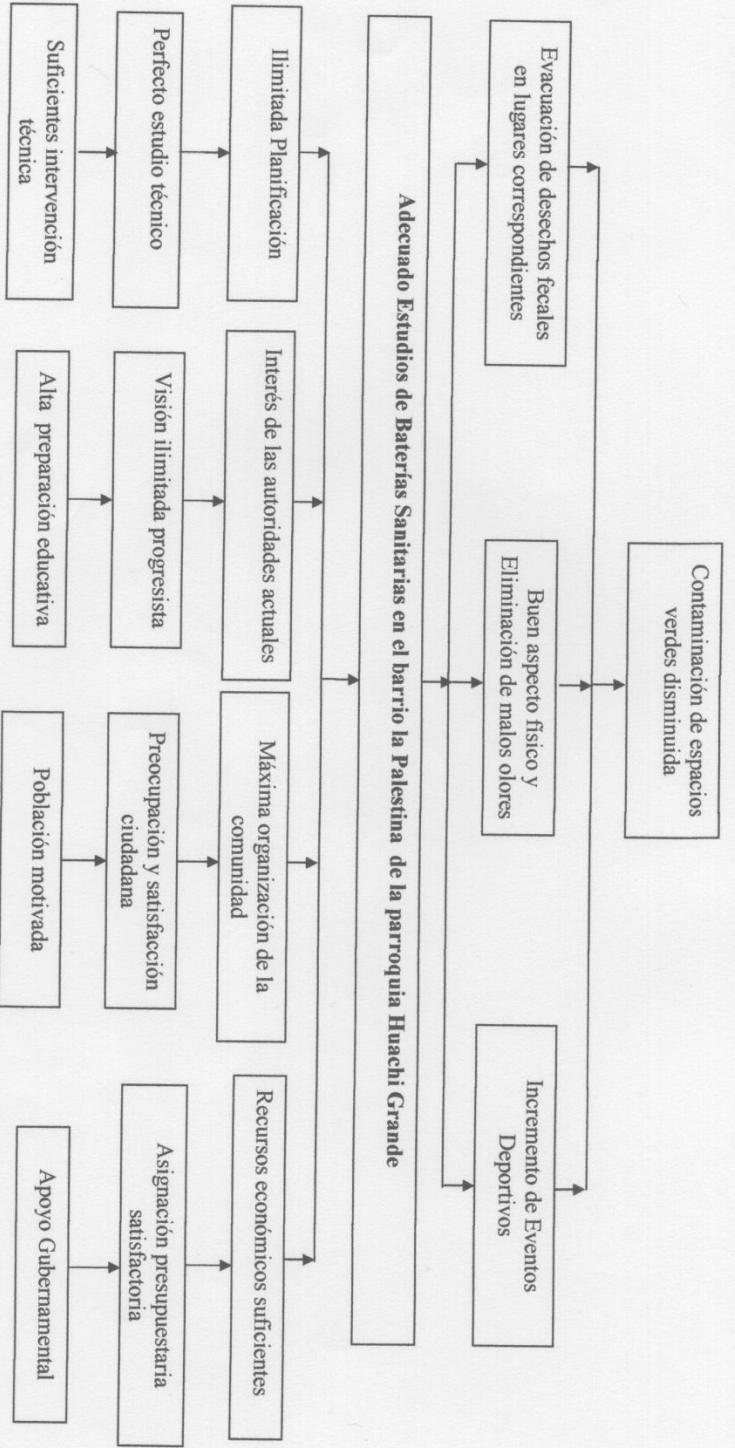 Contaminación de espacios
verdes disminuida
Evacuación de desechos fecales
en lugares correspondientes
Buen aspecto físico y
Eliminación de malos olores
Incremento de Eventos
Deportivos
Adecuado Estudios de Baterías Sanitarias en el barrio la Palestina de la parroquia Huachi Grande
Ilimitada Planificación
Interés de las autoridades actuales
Máxima organización de la
comunidad
Recursos económicos suficientes
Perfecto estudio técnico
Visión ilimitada progresista
Preocupación y satisfacción
ciudadana
Asignación presupuestaria
satisfactoria
Suficientes intervención
técnica
Alta preparación educativa
Población motivada
Apoyo Gubernamental